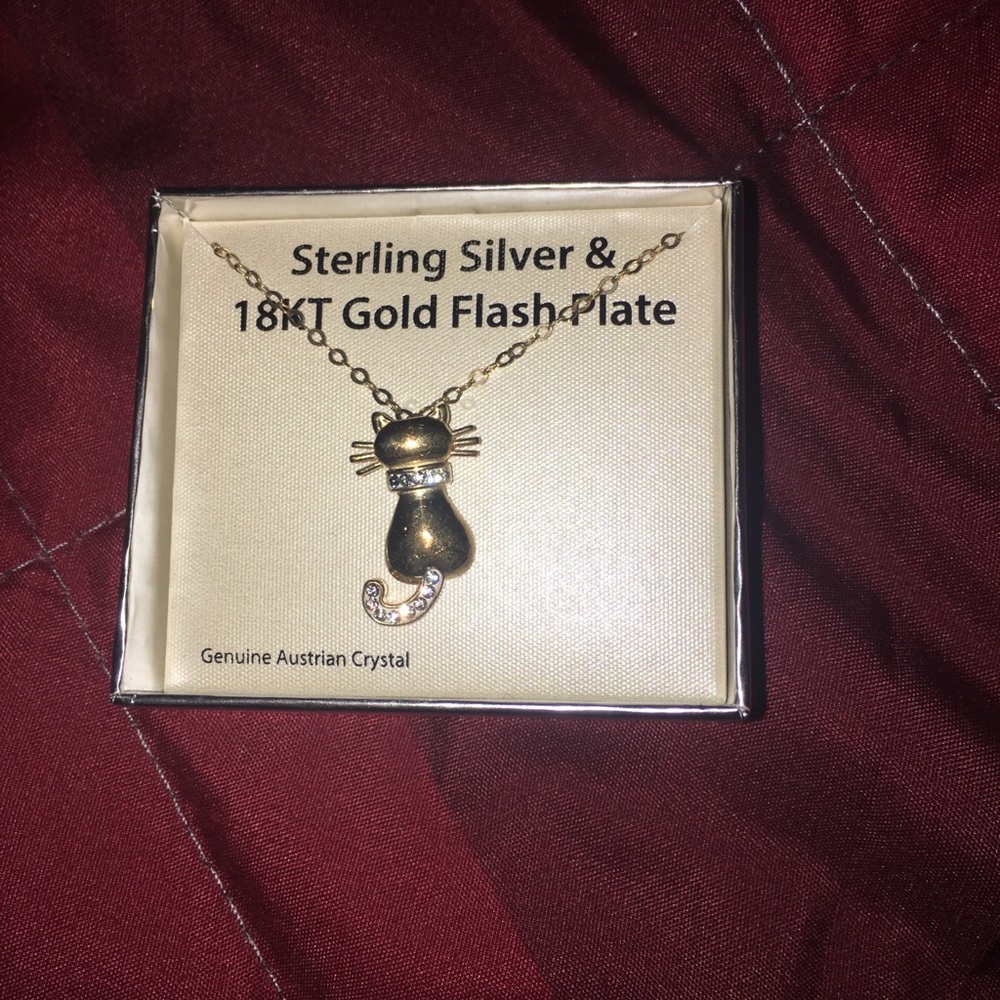 Sterling Silver &
18KT Gold Flash Plate
Genuine Austrian Crystal